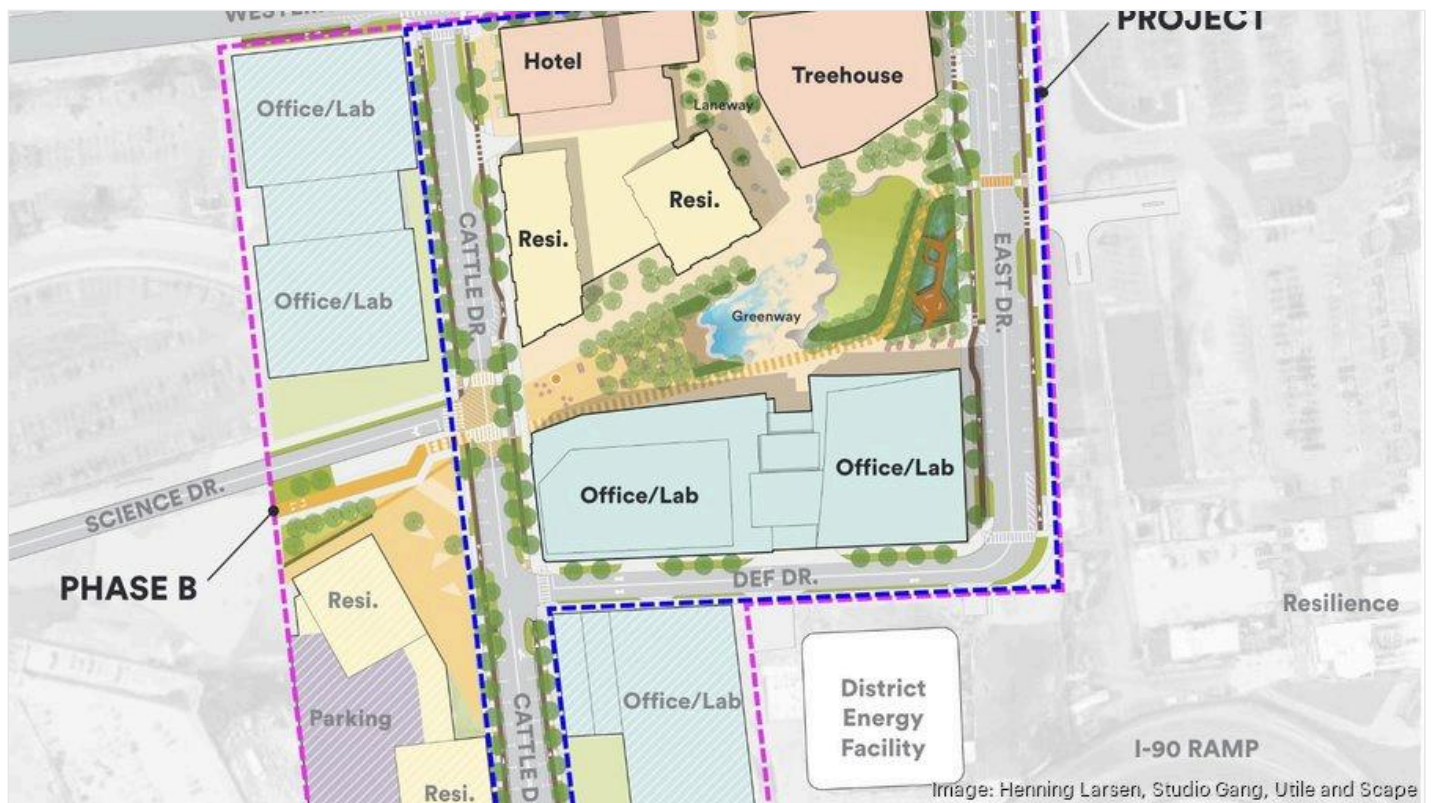 WESTER
PROJECT
Hotel
Treehouse
Office/Lab
Laneway
Resi.
Resi.
CATTLE DR.
EAST DR.
Office/Lab
Greenway
Office/Lab
Office/Lab
SCIENCE DR.
PHASE B
DEF DR.
Resi.
Resilience
Office/Lab
District
Energy
Facility
Parking
CATTLE D
I-90 RAMP
Resi.
Image: Henning Larsen, Studio Gang, Utile and Scape